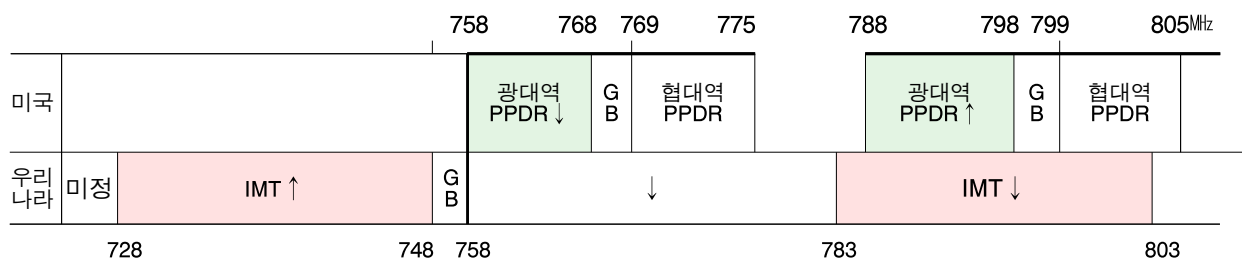 758 768 769 775 788 798 799 805㎒
미국
광대역
PPDR ↓
G
B
협대역
PPDR
광대역
PPDR ↑
G
B
협대역
PPDR
우리
나라
미정
IMT ↑
G
B
↓
IMT ↓
728 748 758 783 803